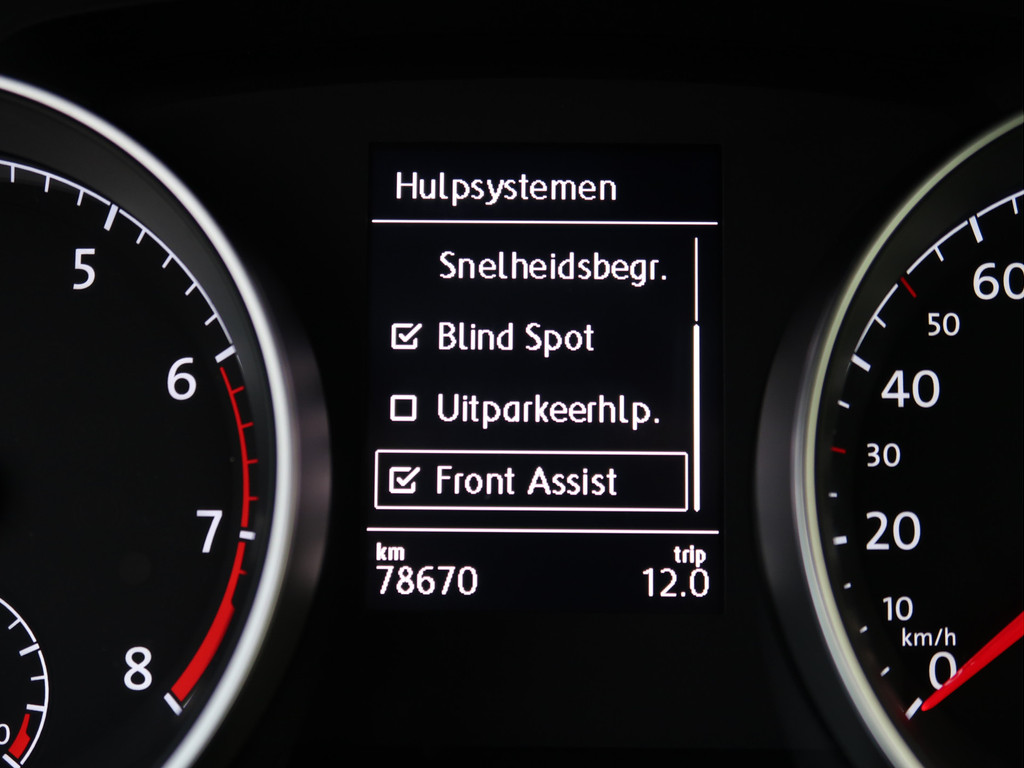 Hulpsystemen
Snelheidsbegr.
Blind Spot
Uitparkeerhlp.
Front Assist
km
trip
78670
12.0
5
6
7
8
60
50
40
30
20
10
km/h
0